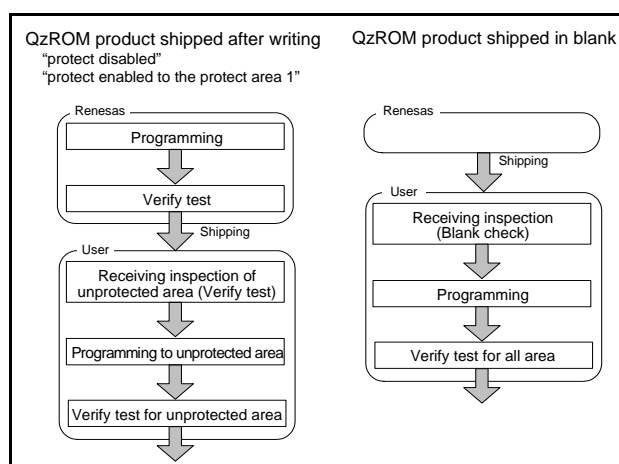 QzROM product shipped after writing
“protect disabled”
“protect enabled to the protect area 1”
Renesas
Programming
Verify test
Shipping
User
Receiving inspection of
unprotected area (Verify test)
Programming to unprotected area
Verify test for unprotected area
QzROM product shipped in blank
Renesas
Shipping
User
Receiving inspection
(Blank check)
Programming
Verify test for all area